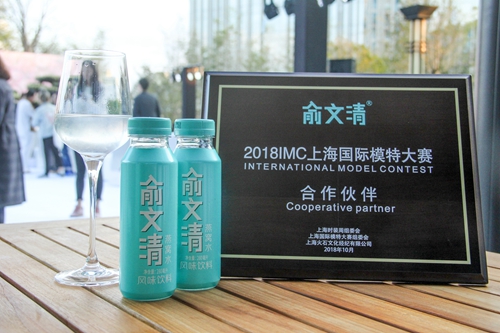 俞文清®
2018IMC上海国际模特大赛
INTERNATIONAL MODEL CONTEST
合作伙伴
Cooperative partner
上海时装周组委会
上海国际模特大赛组委会
上海火石文化经纪有限公司
2018年10月
俞文清
燕窝水
风味饮料
俞文清
风味饮料